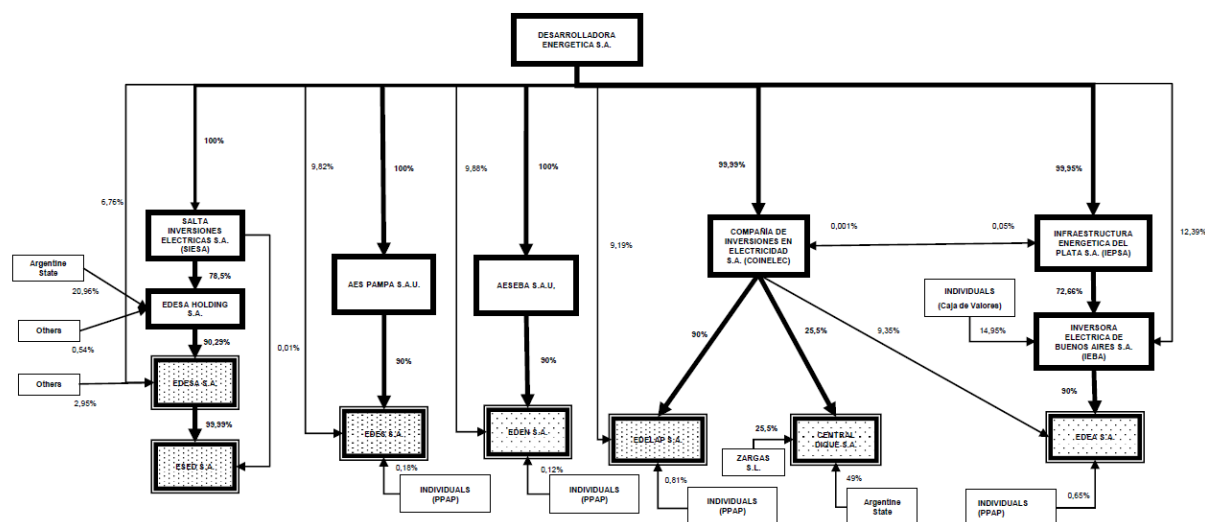 DESARROLLADORA
ENERGETICA S.A.
100%
9,82%
100%
9,88%
100%
99,99%
99,95%
6,76%
SALTA
INVERSIONES
ELECTRICAS S.A.
(SIESA)
9,19%
COMPAÑÍA DE
INVERSIONES EN
ELECTRICIDAD
S.A. (COINELEC)
0,001%
0,05%
INFRAESTRUCTURA
ENERGETICA DEL
PLATA S.A. (IEPSA)
12,39%
Argentine
State
20,96%
78,5%
AES PAMPA S.A.U.
AESEBA S.A.U,
EDESA HOLDING
S.A.
INDIVIDUALS
(Caja de Valores)
72,66%
Others
0,54%
90,29%
0,01%
90%
90%
90%
25,5%
9,35%
14,95%
INVERSORA
ELECTRICA DE
BUENOS AIRES S.A.
(IEBA)
Others
2,95%
EDESA S.A.
90%
99,99%
EDES S.A.
EDEN S.A.
EDELAP S.A.
25,5%
CENTRAL
DIQUE S.A.
EDEA S.A.
ESED S.A.
ZARGAS
S.L.
0,18%
0,12%
0,81%
49%
0,65%
INDIVIDUALS
(PPAP)
INDIVIDUALS
(PPAP)
INDIVIDUALS
(PPAP)
Argentine
State
INDIVIDUALS
(PPAP)